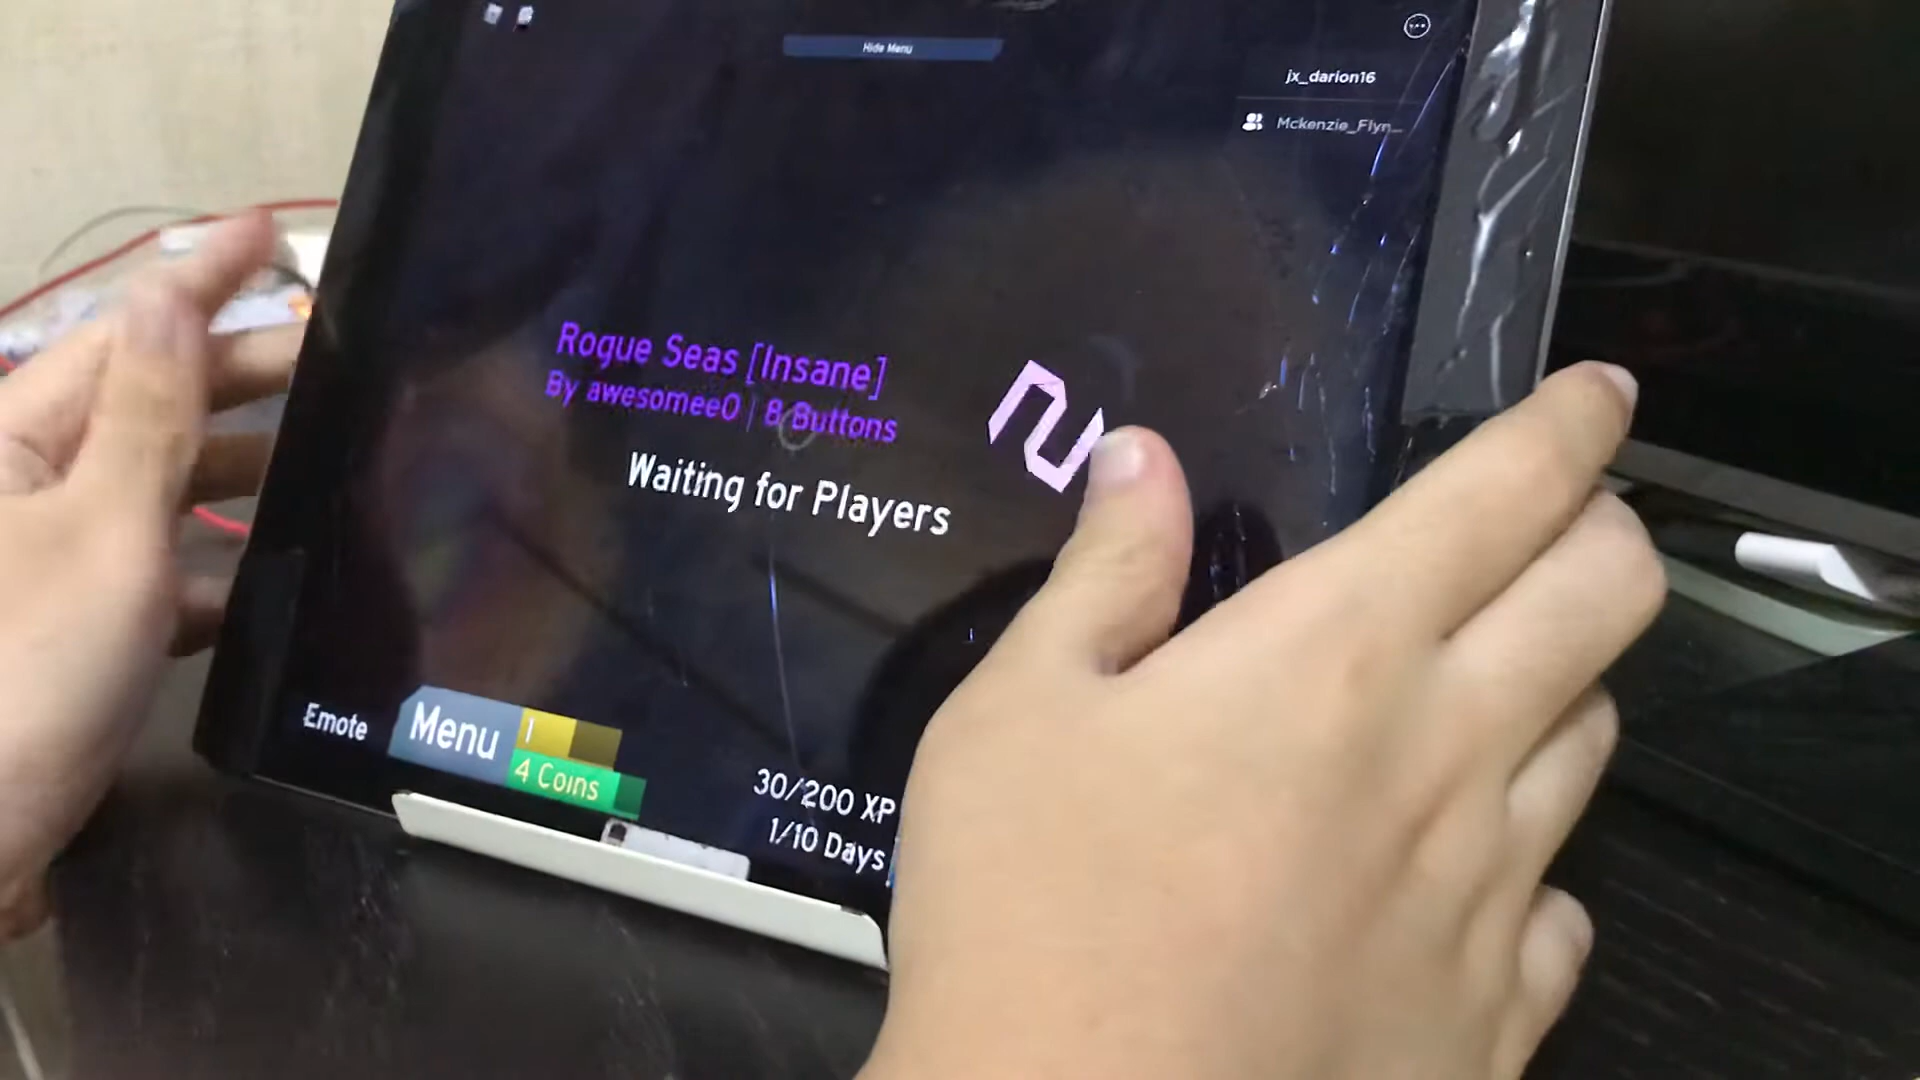 Hide Menu
jx_darion16
Mckenzie_Flyn...
Rogue Seas [Insane]
By awesomee0 | 8 Buttons
Waiting for Players
Emote
Menu
1
4 Coins
30/200 XP
1/10 Days